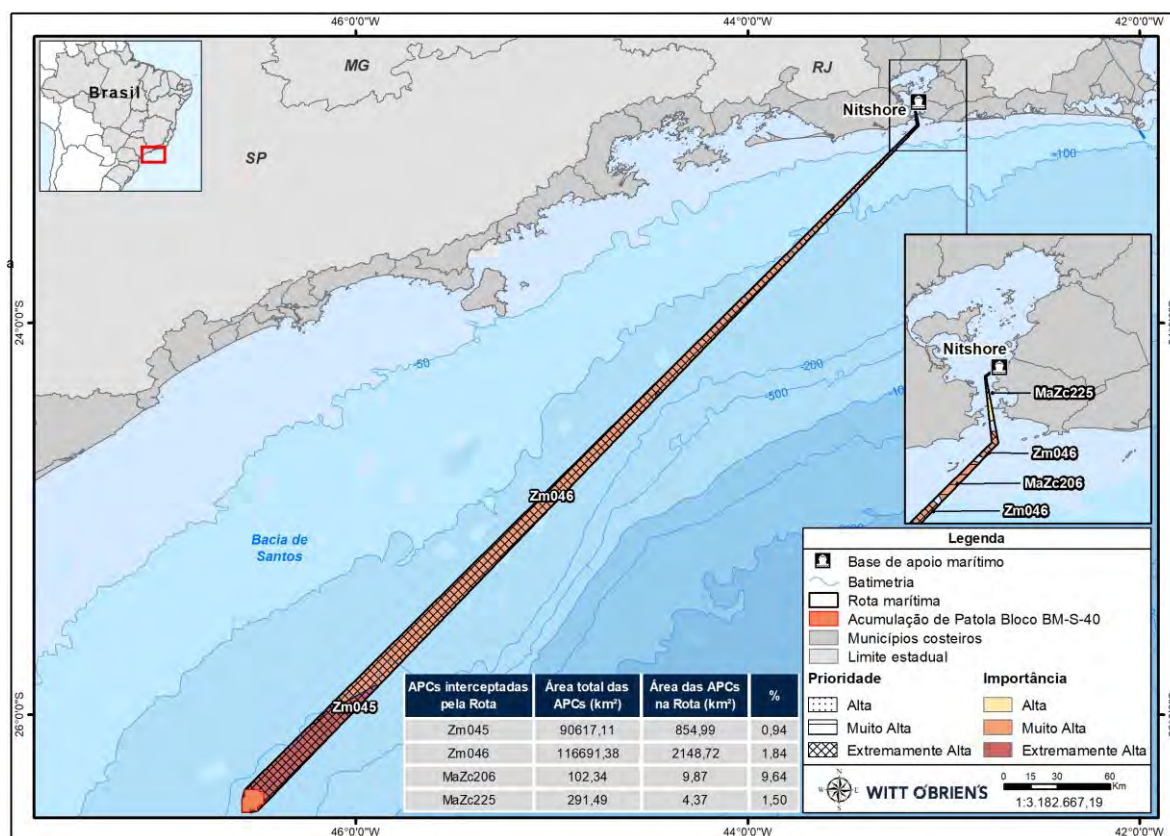 46°0'0"W
44°0'0"W
42°0'0"W
Brasil
MG
RJ
SP
Nitshore
-100
a
24°0'0"S
-50
-200
-500
Nitshore
MaZc225
Zm046
MaZc206
Zm046
Zm046
Bacia de
Santos
Zm045
26°0'0"S
APCs interceptadas pela Rota Área total das APCs (km²) Área das APCs na Rota (km²) %
Zm045 90617,11 854,99 0,94
Zm046 116691,38 2148,72 1,84
MaZc206 102,34 9,87 9,64
MaZc225 291,49 4,37 1,50
Legenda
Base de apoio marítimo
Batimetria
Rota marítima
Acumulação de Patola Bloco BM-S-40
Municípios costeiros
Limite estadual
Prioridade Importância
Alta Alta
Muito Alta Muito Alta
Extremamente Alta Extremamente Alta
N
W E
S
WITT O'BRIEN'S
0 15 30 60
Km
1:3.182.667,19
46°0'0"W
44°0'0"W
42°0'0"W